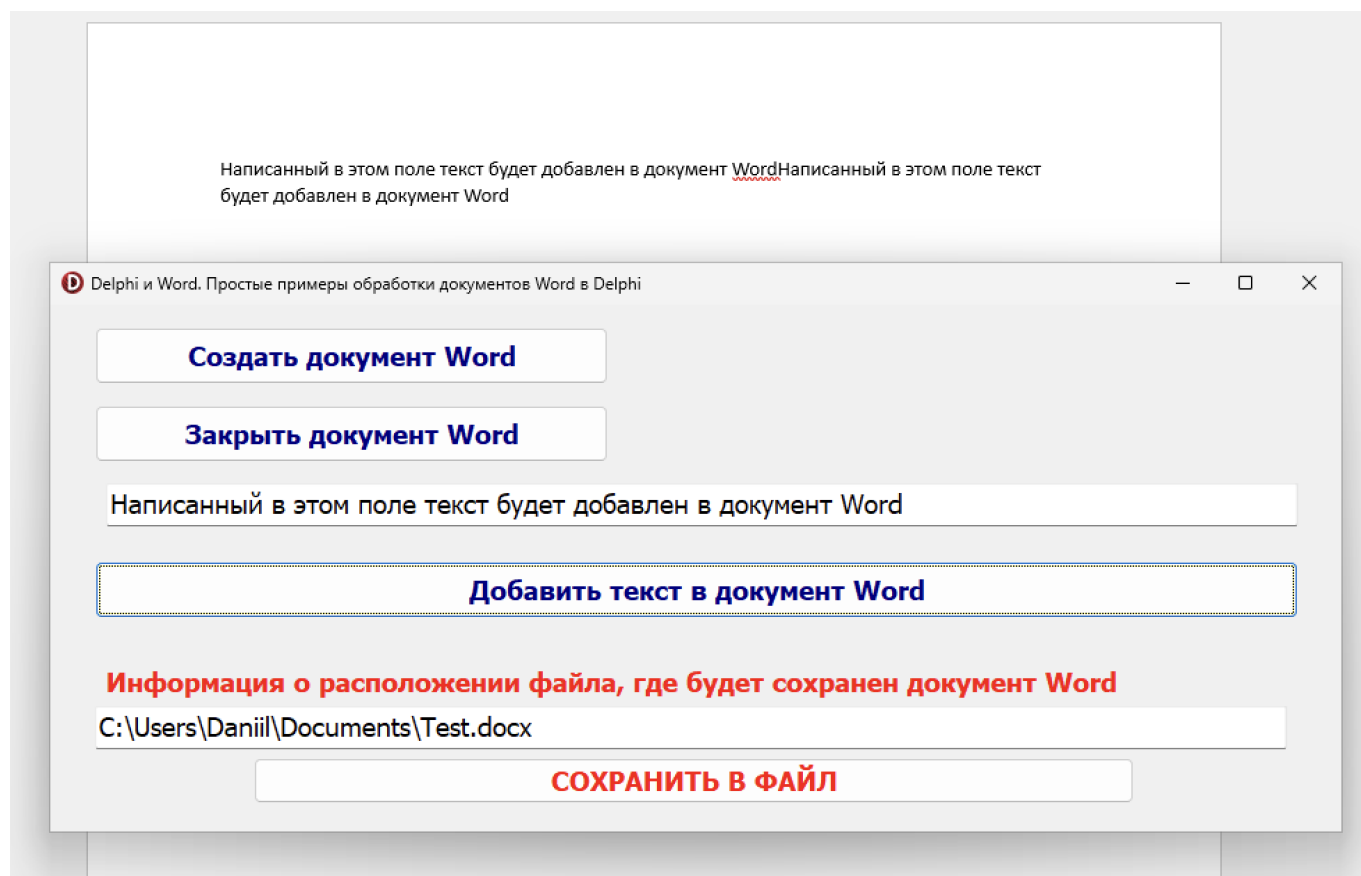 Написанный в этом поле текст будет добавлен в документ WordНаписанный в этом поле текст
будет добавлен в документ Word
Delphi и Word. Простые примеры обработки документов Word в Delphi
Создать документ Word
Закрыть документ Word
Написанный в этом поле текст будет добавлен в документ Word
Добавить текст в документ Word
Информация о расположении файла, где будет сохранен документ Word
C:\Users\Daniil\Documents\Test.docx
СОХРАНИТЬ В ФАЙЛ